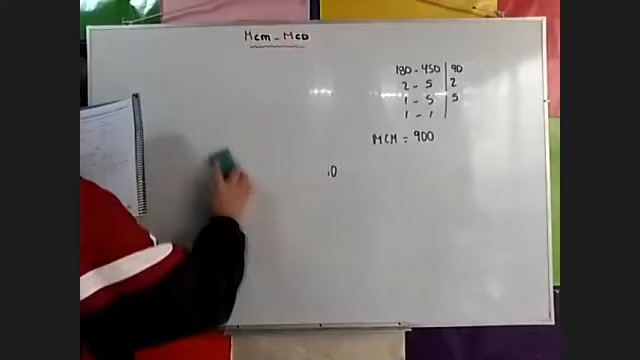 Mcm - McD
180 - 450 | 90
2 - 5 | 2
1 - 5 | 5
1 - 1 |
MCM = 900